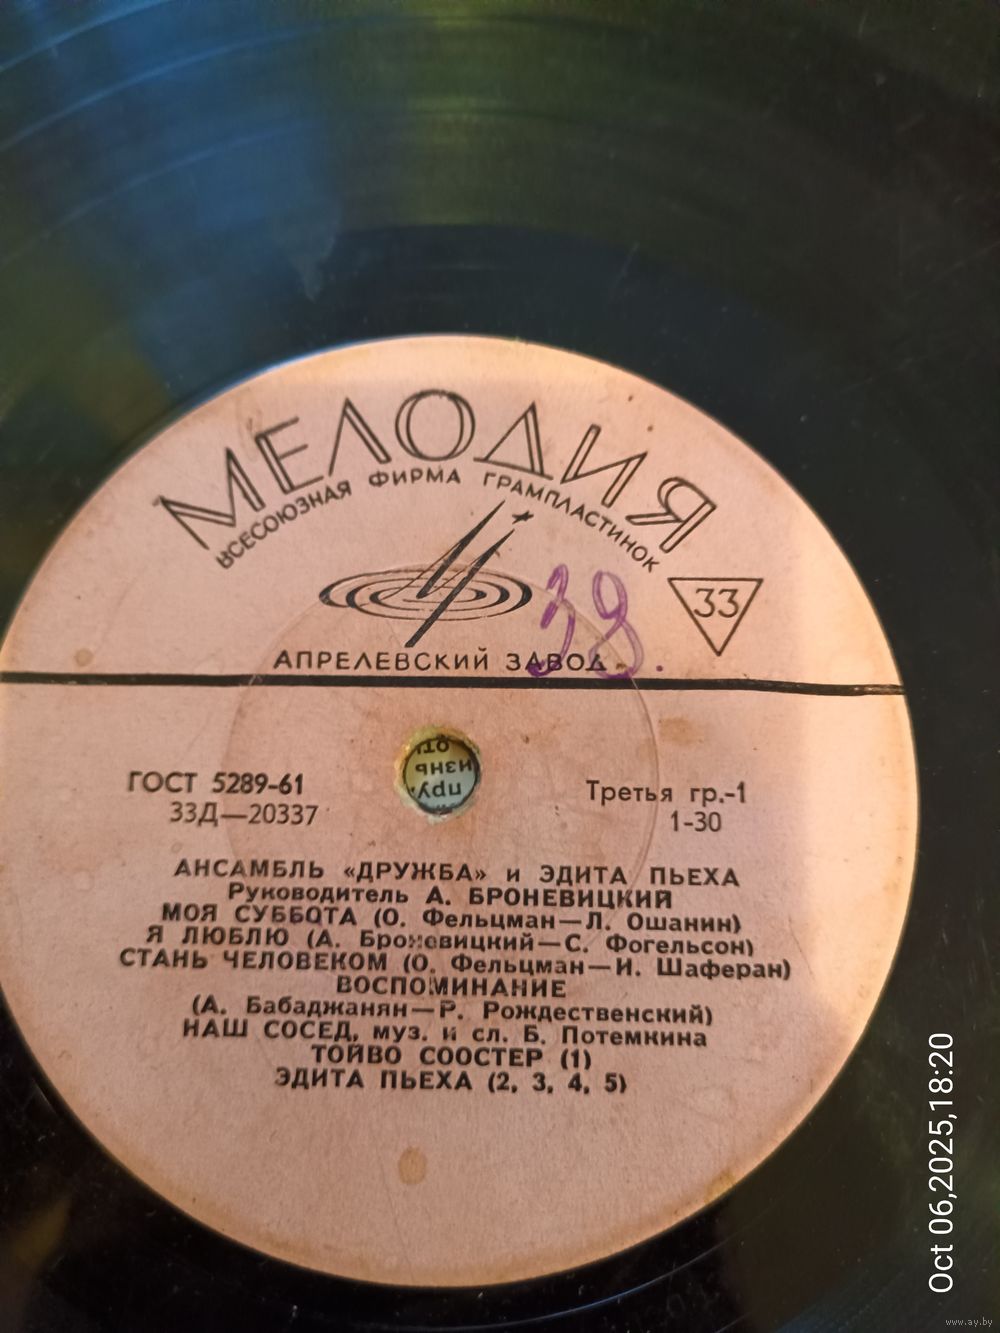 МЕЛОДИЯ
ВСЕСОЮЗНАЯ ФИРМА ГРАМПЛАСТИНОК
38.
33
АПРЕЛЕВСКИЙ ЗАВОД
ГОСТ 5289-61
33Д—20337
Третья гр.-1
1-30
АНСАМБЛЬ «ДРУЖБА» и ЭДИТА ПЬЕХА
Руководитель А. БРОНЕВИЦКИЙ
МОЯ СУББОТА (О. Фельцман—Л. Ошанин)
Я ЛЮБЛЮ (А. Броневицкий—С. Фогельсон)
СТАНЬ ЧЕЛОВЕКОМ (О. Фельцман—И. Шаферан)
ВОСПОМИНАНИЕ
(А. Бабаджанян—Р. Рождественский)
НАШ СОСЕД, муз. и сл. Б. Потемкина
ТОЙВО СООСТЕР (1)
ЭДИТА ПЬЕХА (2, 3, 4, 5)
Oct 06,2025,18:20
www.ay.by